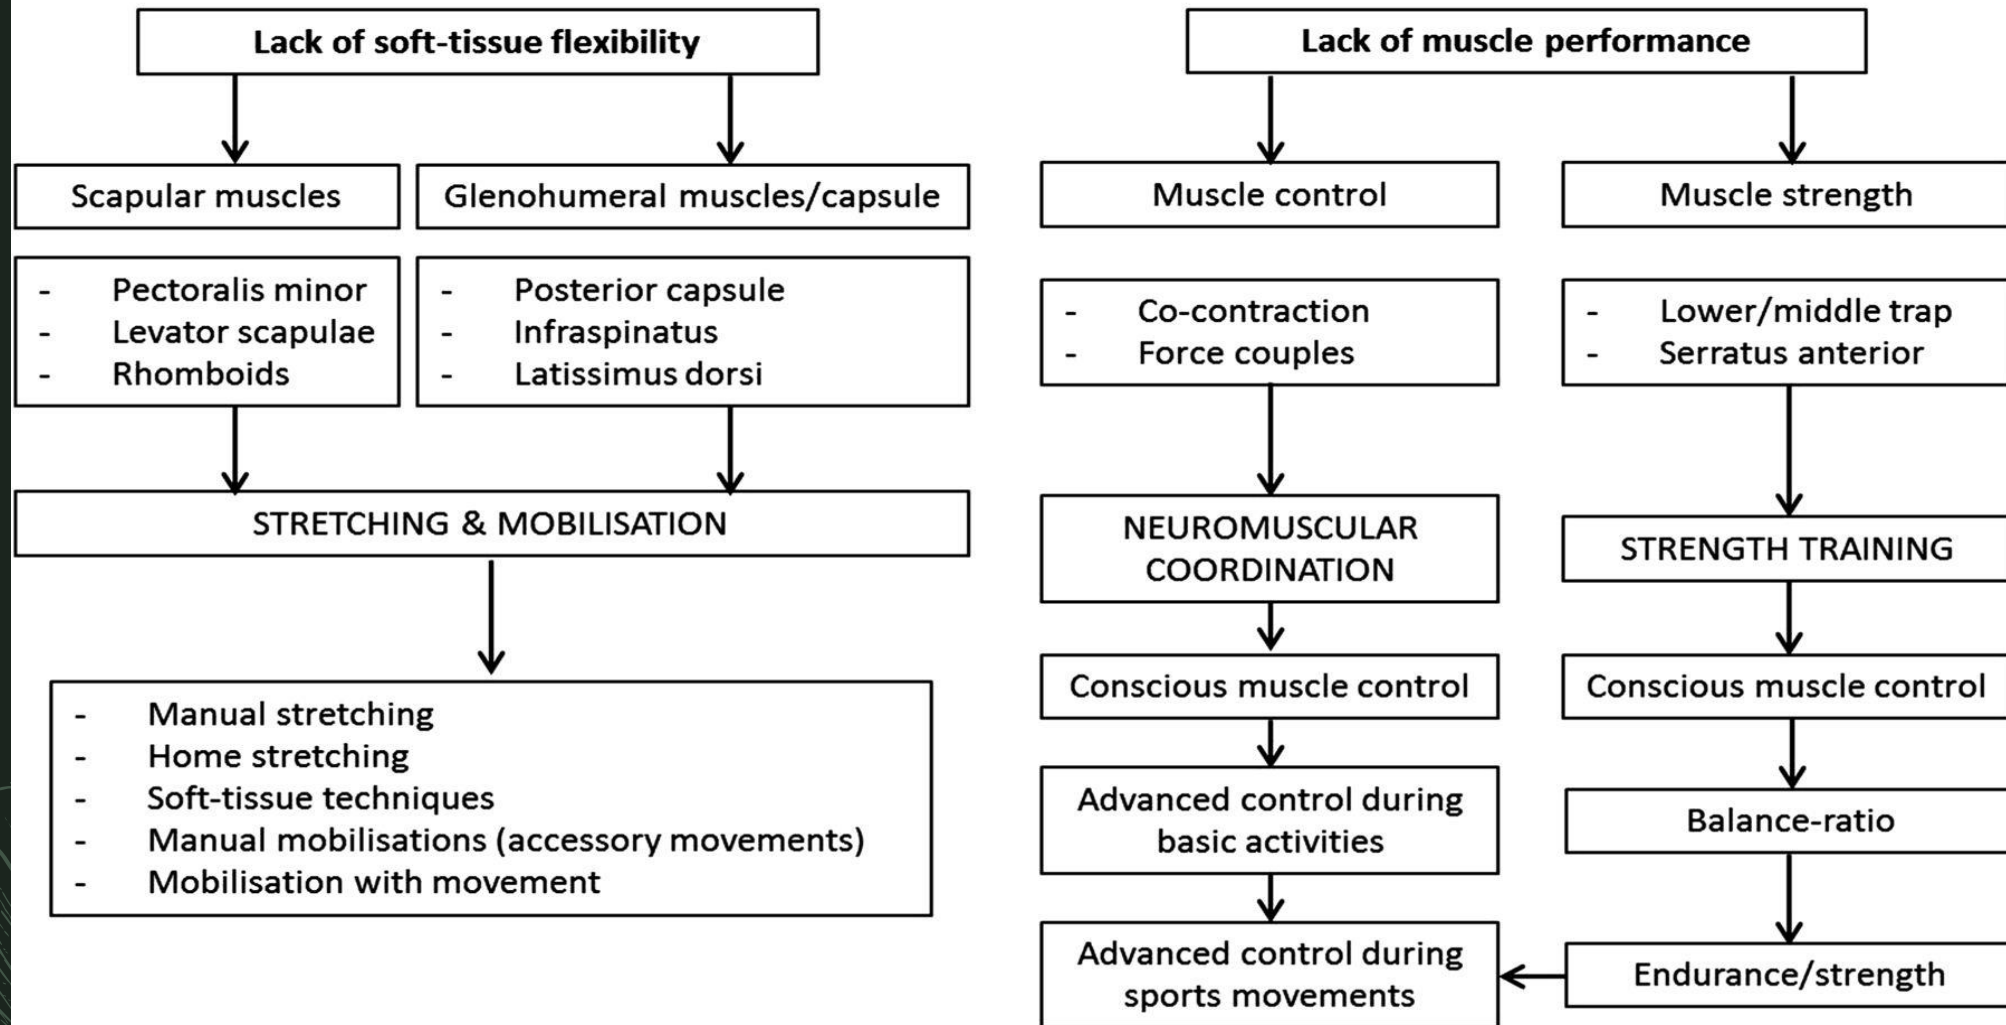 Lack of soft-tissue flexibility
Scapular muscles
Glenohumeral muscles/capsule
- Pectoralis minor
- Levator scapulae
- Rhomboids
- Posterior capsule
- Infraspinatus
- Latissimus dorsi
STRETCHING & MOBILISATION
- Manual stretching
- Home stretching
- Soft-tissue techniques
- Manual mobilisations (accessory movements)
- Mobilisation with movement
Lack of muscle performance
Muscle control
Muscle strength
- Co-contraction
- Force couples
- Lower/middle trap
- Serratus anterior
NEUROMUSCULAR
COORDINATION
STRENGTH TRAINING
Conscious muscle control
Conscious muscle control
Advanced control during
basic activities
Balance-ratio
Advanced control during
sports movements
Endurance/strength